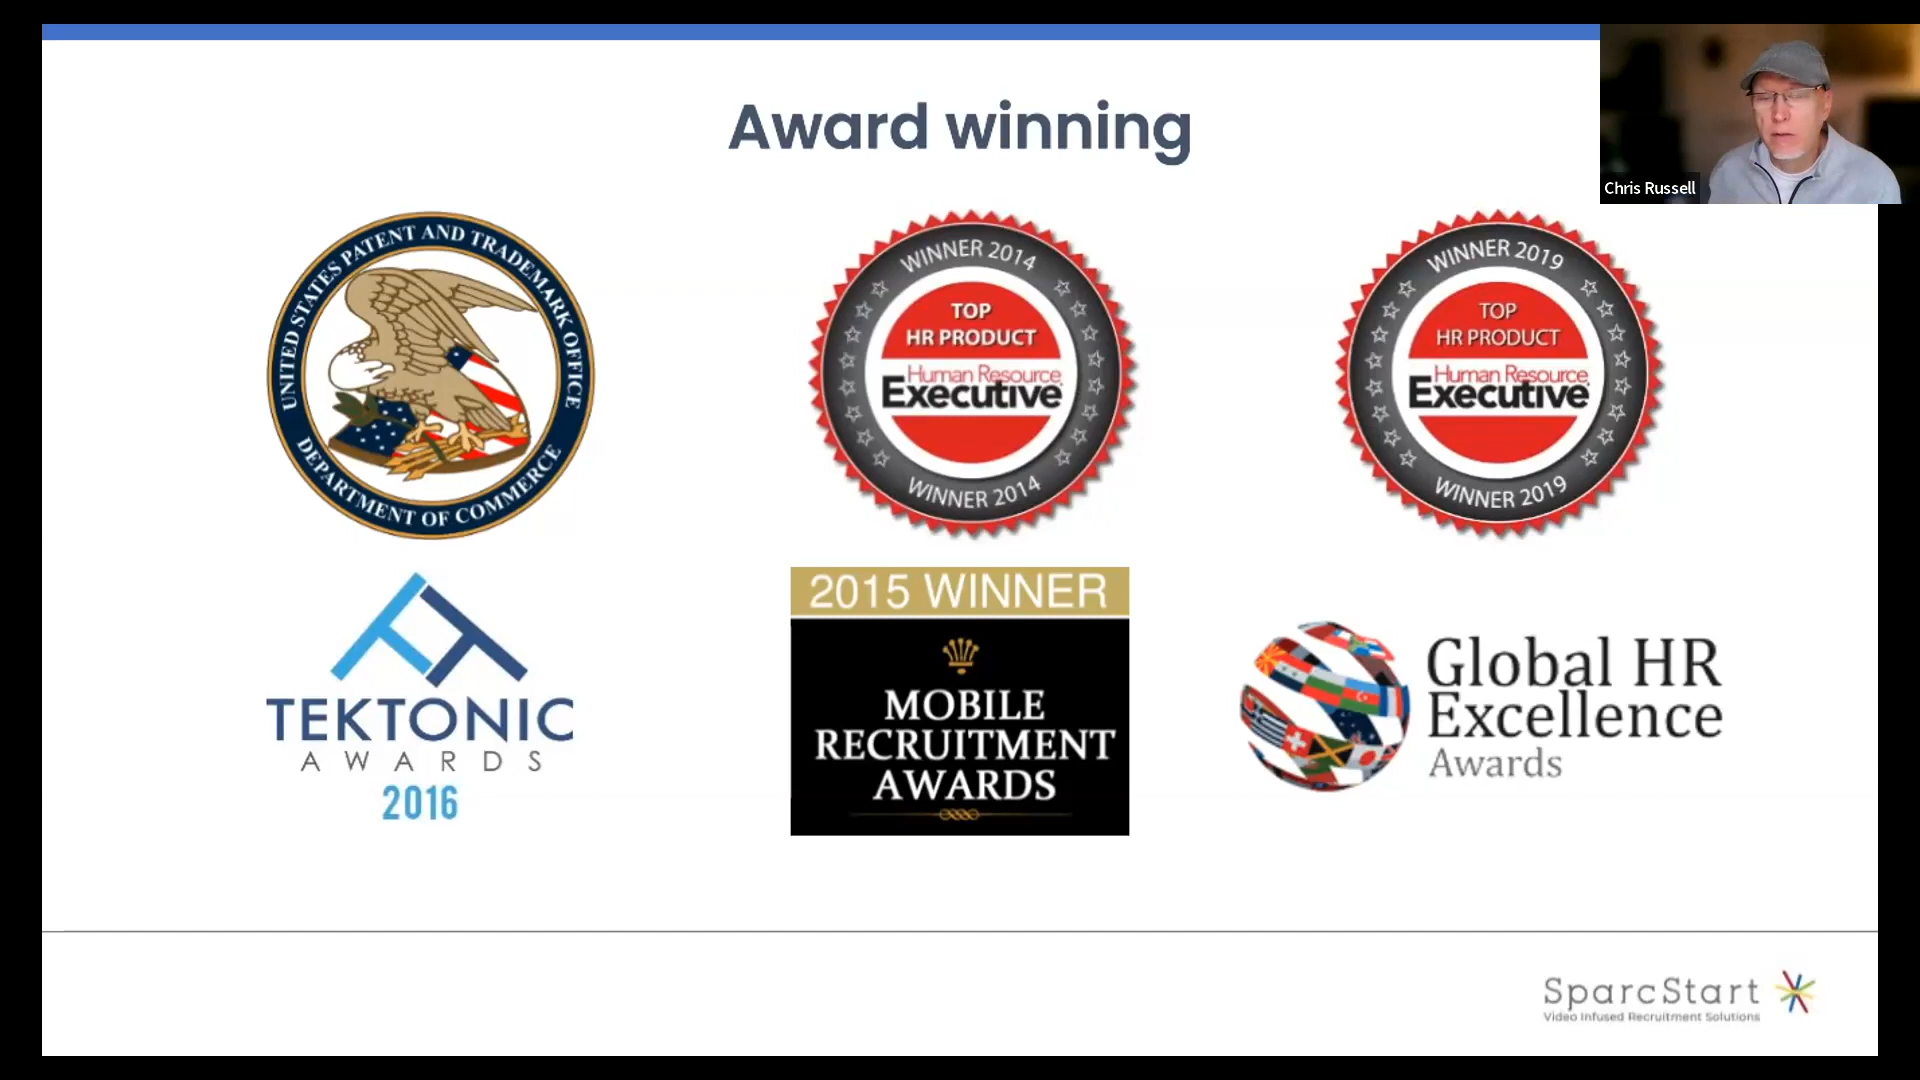 Award winning
Chris Russell
UNITED STATES PATENT AND TRADEMARK OFFICE
DEPARTMENT OF COMMERCE
WINNER 2014
TOP
HR PRODUCT
Human Resource
Executive
WINNER 2014
WINNER 2019
TOP
HR PRODUCT
Human Resource
Executive
WINNER 2019
TEKTONIC
AWARDS
2016
2015 WINNER
MOBILE
RECRUITMENT
AWARDS
Global HR
Excellence
Awards
SparcStart
Video Infused Recruitment Solutions